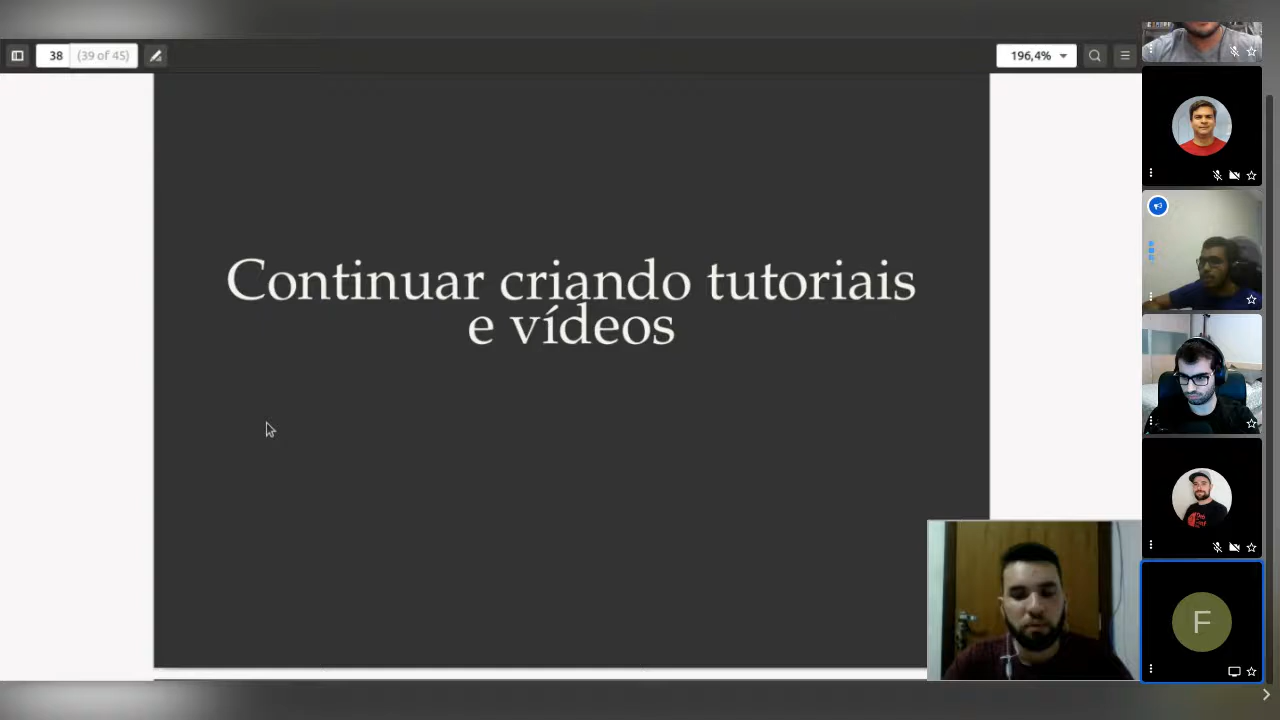 38 (39 of 45)
196,4%
Continuar criando tutoriais
e vídeos
F